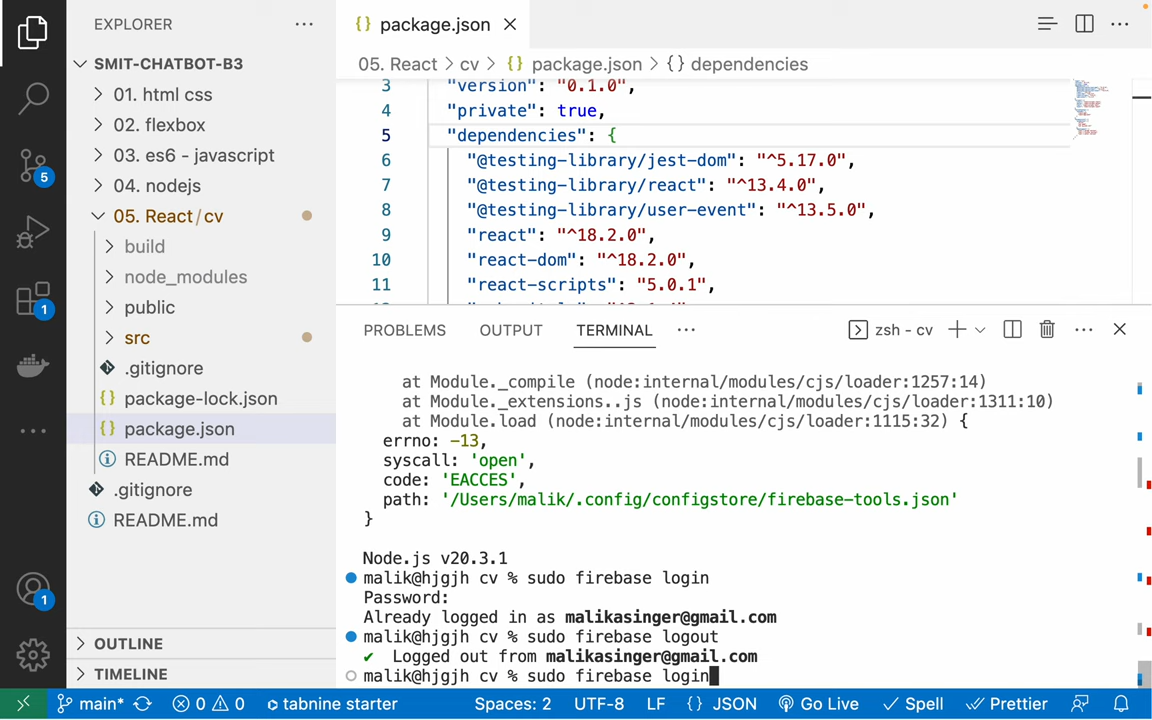 EXPLORER
SMIT-CHATBOT-B3
01. html css
02. flexbox
03. es6 - javascript
04. nodejs
05. React/cv
build
node_modules
public
src
.gitignore
package-lock.json
package.json
README.md
.gitignore
README.md
OUTLINE
TIMELINE
5
1
1
package.json
05. React > cv > {} package.json > {} dependencies
3 "version": "0.1.0",
4 "private": true,
5 "dependencies": {
6 "@testing-library/jest-dom": "^5.17.0",
7 "@testing-library/react": "^13.4.0",
8 "@testing-library/user-event": "^13.5.0",
9 "react": "^18.2.0",
10 "react-dom": "^18.2.0",
11 "react-scripts": "5.0.1",
PROBLEMS OUTPUT TERMINAL
zsh - cv
at Module._compile (node:internal/modules/cjs/loader:1257:14)
at Module._extensions..js (node:internal/modules/cjs/loader:1311:10)
at Module.load (node:internal/modules/cjs/loader:1115:32) {
errno: -13,
syscall: 'open',
code: 'EACCES',
path: '/Users/malik/.config/configstore/firebase-tools.json'
}
Node.js v20.3.1
malik@hjgjh cv % sudo firebase login
Password:
Already logged in as malikasinger@gmail.com
malik@hjgjh cv % sudo firebase logout
✔ Logged out from malikasinger@gmail.com
malik@hjgjh cv % sudo firebase login
main* 0 0 tabnine starter Spaces: 2 UTF-8 LF {} JSON Go Live Spell Prettier